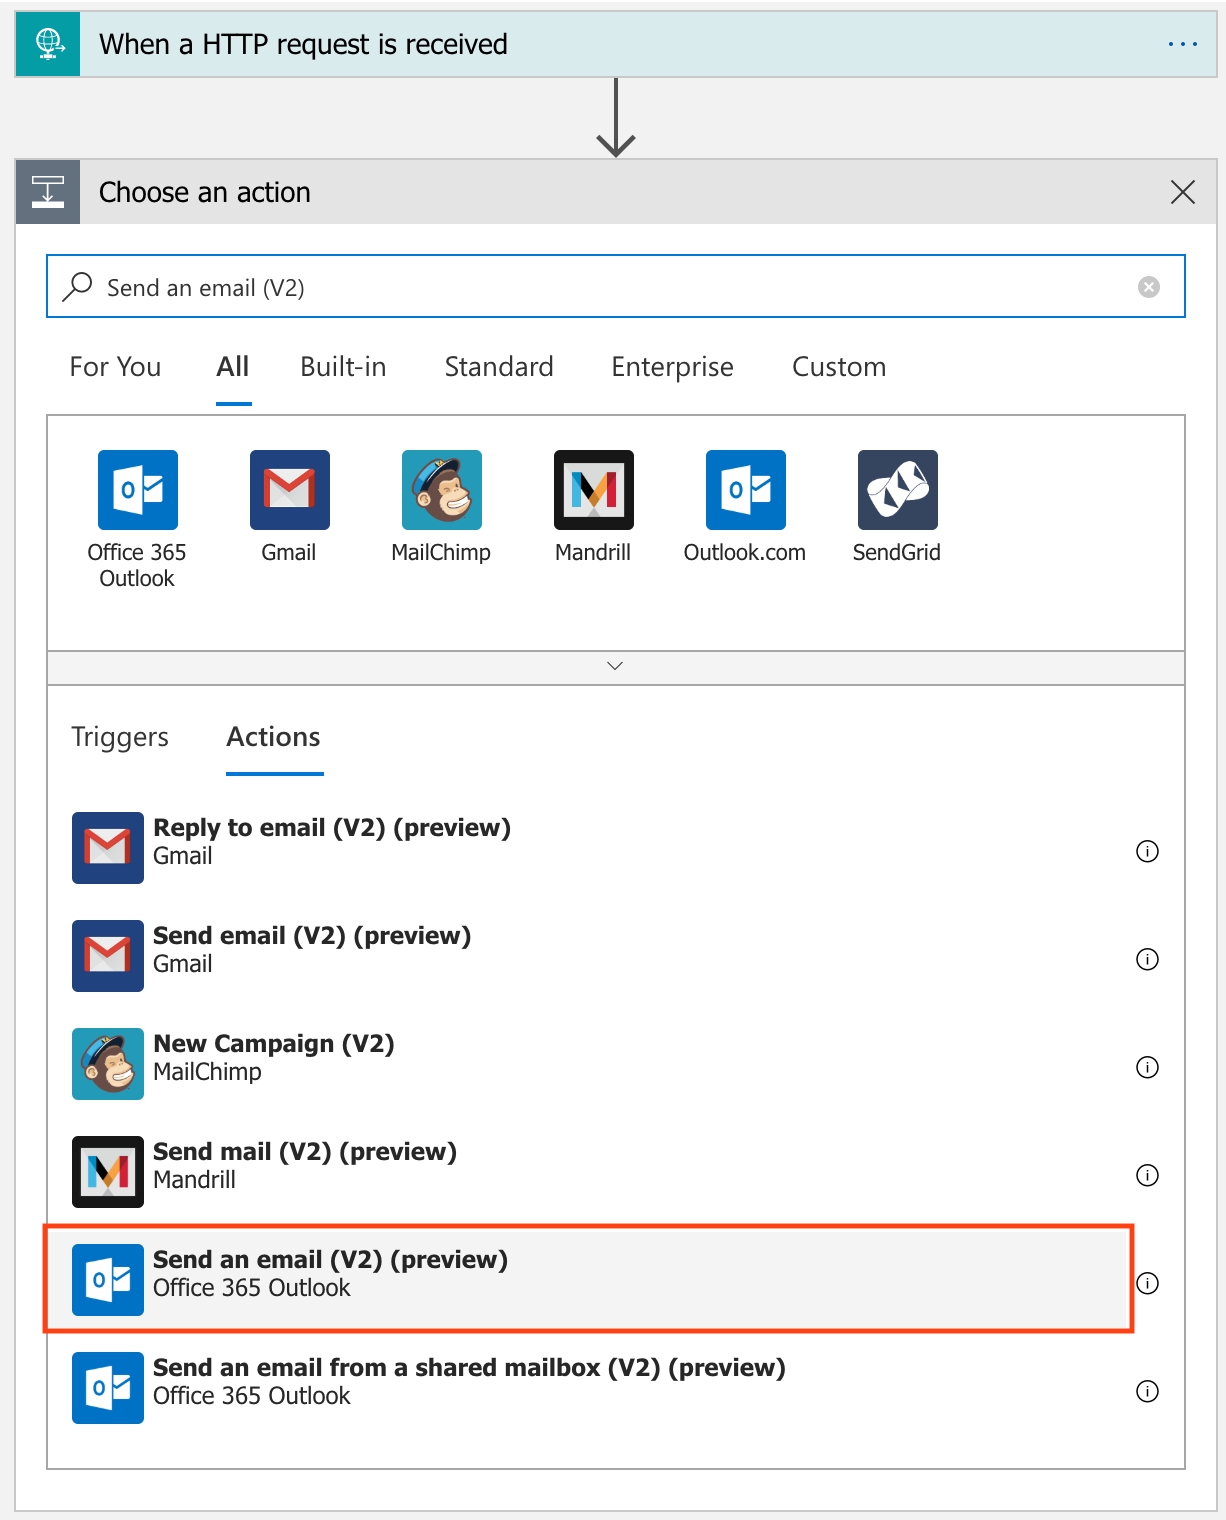 When a HTTP request is received
Choose an action
Send an email (V2)
For You All Built-in Standard Enterprise Custom
Office 365
Outlook
Gmail
MailChimp
Mandrill
Outlook.com
SendGrid
Triggers Actions
Reply to email (V2) (preview)
Gmail
Send email (V2) (preview)
Gmail
New Campaign (V2)
MailChimp
Send mail (V2) (preview)
Mandrill
Send an email (V2) (preview)
Office 365 Outlook
Send an email from a shared mailbox (V2) (preview)
Office 365 Outlook